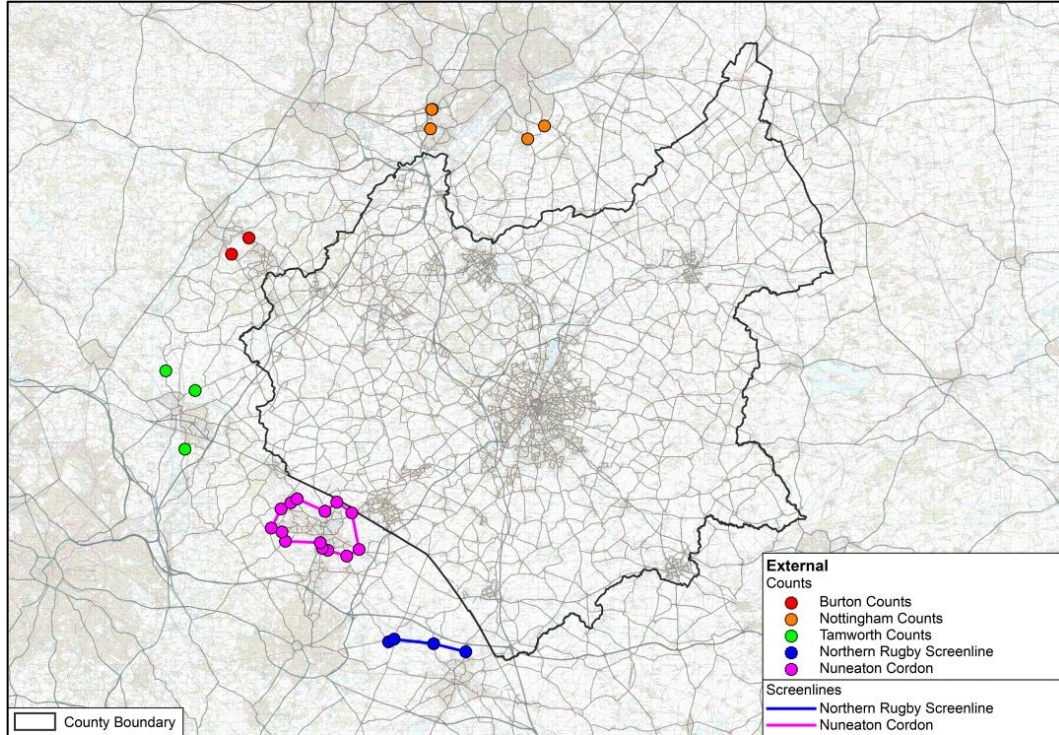 External
Counts
Burton Counts
Nottingham Counts
Tamworth Counts
Northern Rugby Screenline
Nuneaton Cordon
Screenlines
Northern Rugby Screenline
Nuneaton Cordon
County Boundary